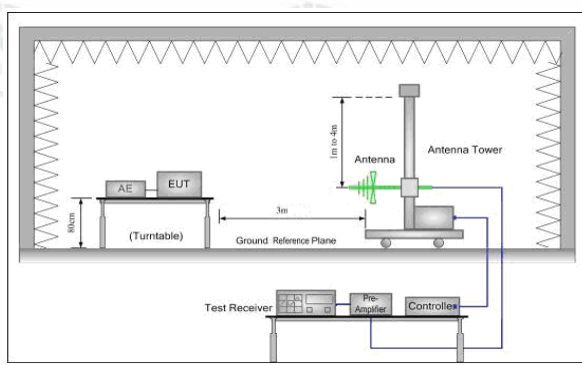 1m to 4m
Antenna
Antenna Tower
AE
EUT
80cm
(Turntable)
3m
Ground Reference Plane
Test Receiver
Pre-
Amplifier
Controller